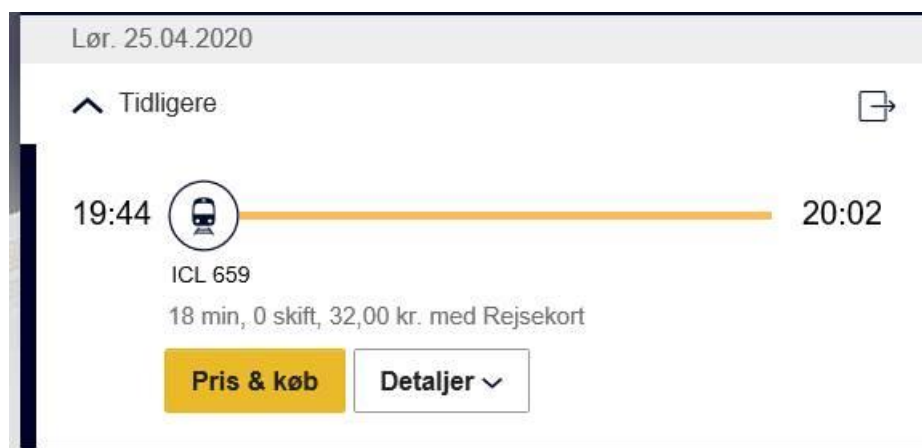 Lør. 25.04.2020
Tidligere
19:44 20:02
ICL 659
18 min, 0 skift, 32,00 kr. med Rejsekort
Pris & køb Detaljer